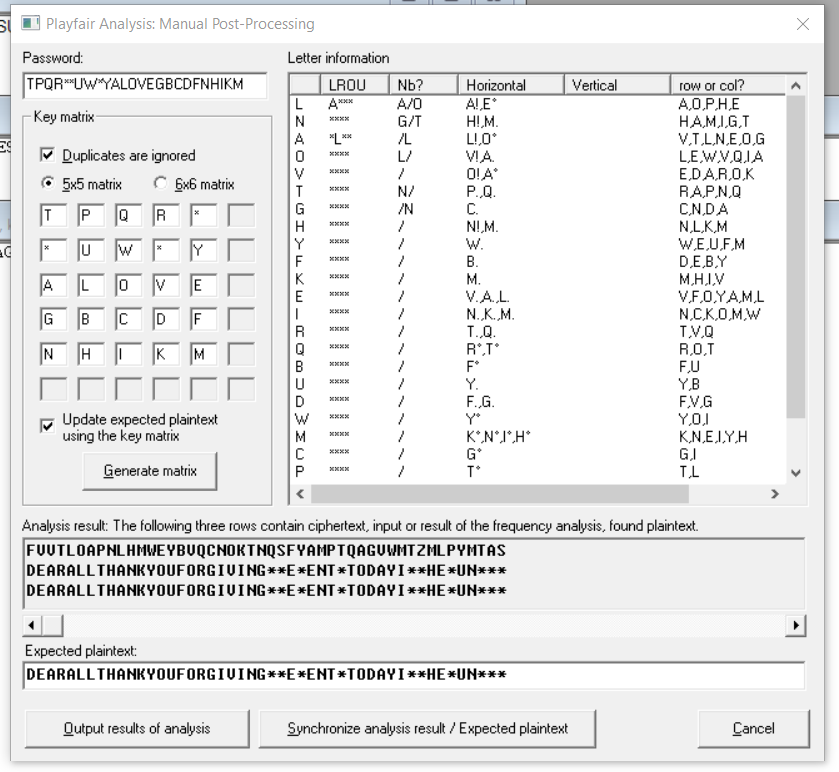 Playfair Analysis: Manual Post-Processing
Password:
TPQR**UW*YALOVEGBCDFNHIKM
Key matrix
Duplicates are ignored
5x5 matrix 6x6 matrix
T P Q R *
* U W * Y
A L O V E
G B C D F
N H I K M
Update expected plaintext
using the key matrix
Generate matrix
Letter information
LROU Nb? Horizontal Vertical row or col?
L A*** A/O A!,E° A,O,P,H,E
N **** G/T H!,M. H,A,M,I,G,T
A *L** /L L!,O° V,T,L,N,E,O,G
O **** L/ V!,A. L,E,W,V,Q,I,A
V **** / O!,A° E,D,A,R,O,K
T **** N/ P.,Q. R,A,P,N,Q
G **** /N C. C,N,D,A
H **** / N!,M. N,L,K,M
Y **** / W. W,E,U,F,M
F **** / B. D,E,B,Y
K **** / M. M,H,I,V
E **** / V.,A.,L. V,F,O,Y,A,M,L
I **** / N.,K.,M. N,C,K,O,M,W
R **** / T.,Q. T,V,Q
Q **** / R°,T° R,O,T
B **** / F° F,U
U **** / Y. Y,B
D **** / F.,G. F,V,G
W **** / Y° Y,O,I
M **** / K°,N°,I°,H° K,N,E,I,Y,H
C **** / G° G,I
P **** / T° T,L
Analysis result: The following three rows contain ciphertext, input or result of the frequency analysis, found plaintext.
FVVTLOAPNLHMWEYBVQCNOKTNQSFYAMPTQAGVWMTZMLPYMTAS
DEARALLTHANKYOUFORGIVING**E*ENT*TODAYI**HE*UN***
DEARALLTHANKYOUFORGIVING**E*ENT*TODAYI**HE*UN***
Expected plaintext:
DEARALLTHANKYOUFORGIVING**E*ENT*TODAYI**HE*UN***
Output results of analysis
Synchronize analysis result / Expected plaintext
Cancel